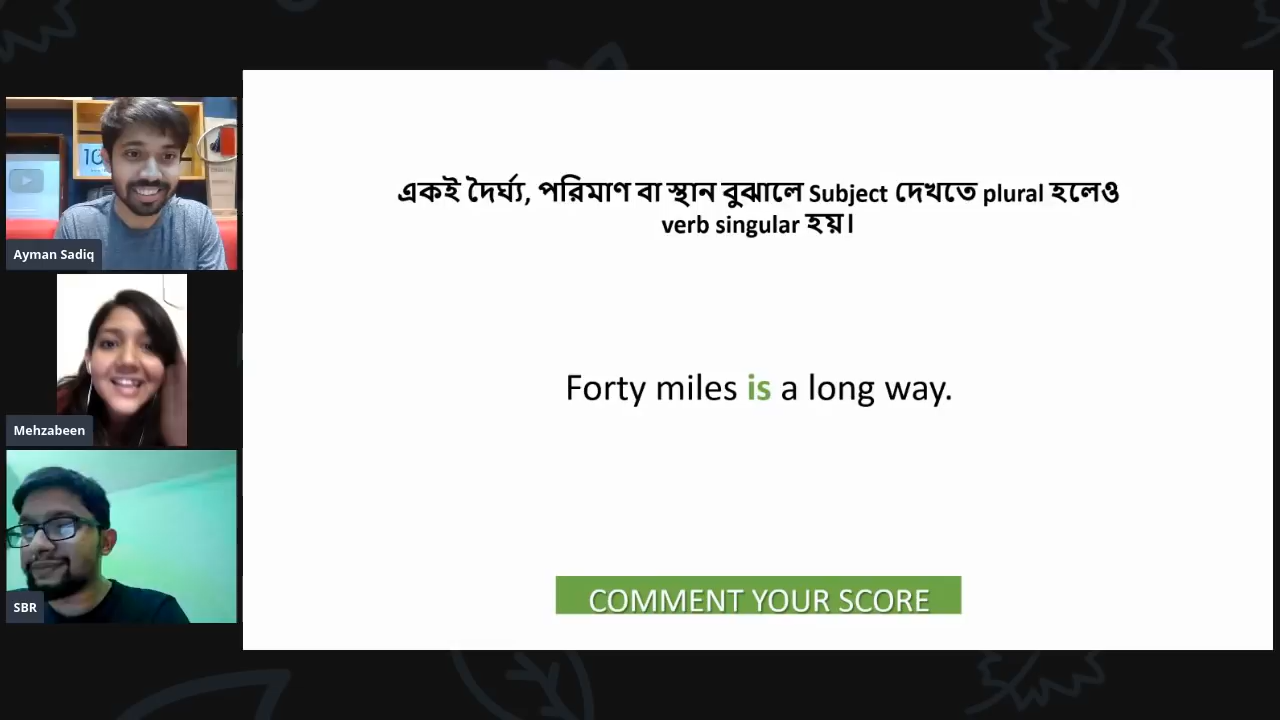 একই দৈর্ঘ্য, পরিমাণ বা স্থান বুঝালে Subject দেখতে plural হলেও
verb singular হয়।
Forty miles is a long way.
COMMENT YOUR SCORE
Ayman Sadiq
Mehzabeen
SBR